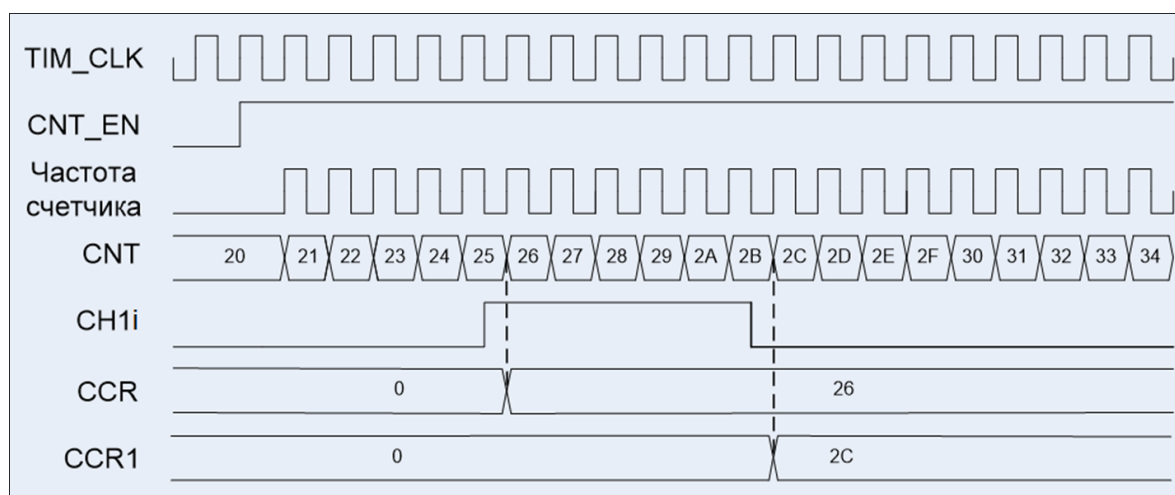 TIM_CLK
CNT_EN
Частота
счетчика
CNT 20 21 22 23 24 25 26 27 28 29 2A 2B 2C 2D 2E 2F 30 31 32 33 34
CH1i
CCR 0 26
CCR1 0 2C